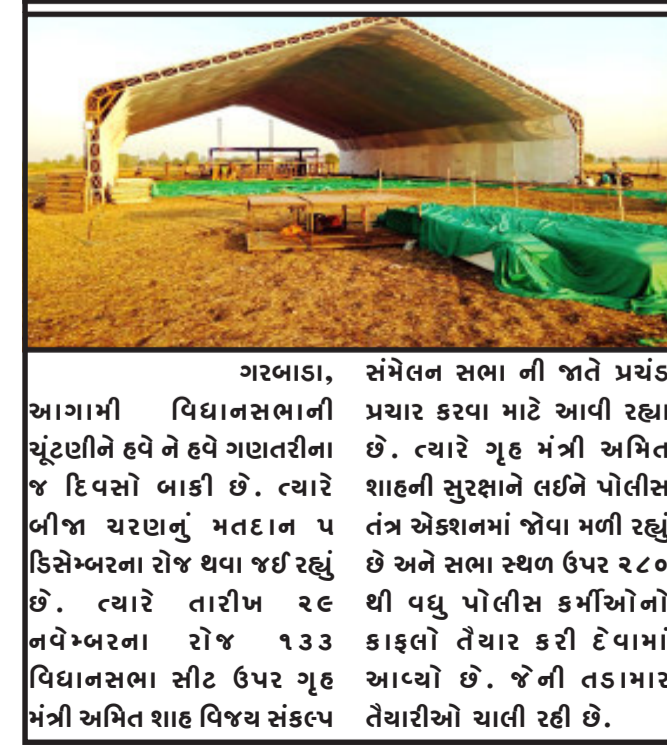 ગરબાડા,
આગામી વિધાનસભાની
ચૂંટણીને હવે ને હવે ગણતરીના
જ દિવસો બાકી છે. ત્યારે
બીજા ચરણનું મતદાન ૫
ડિસેમ્બરના રોજ થવા જઈ રહ્યું
છે. ત્યારે તારીખ ૨૯
નવેમ્બરના રોજ ૧૩૩
વિધાનસભા સીટ ઉપર ગૃહ
મંત્રી અમિત શાહ વિજય સંકલ્પ
સંમેલન સભા ની જાતે પ્રચંડ
પ્રચાર કરવા માટે આવી રહ્યા
છે. ત્યારે ગૃહ મંત્રી અમિત
શાહની સુરક્ષાને લઈને પોલીસ
તંત્ર એક્શનમાં જોવા મળી રહ્યું
છે અને સભા સ્થળ ઉપર ૨૮૦
થી વધુ પોલીસ કર્મીઓનો
કાફલો તૈયાર કરી દેવામાં
આવ્યો છે. જેની તડામાર
તૈયારીઓ ચાલી રહી છે.